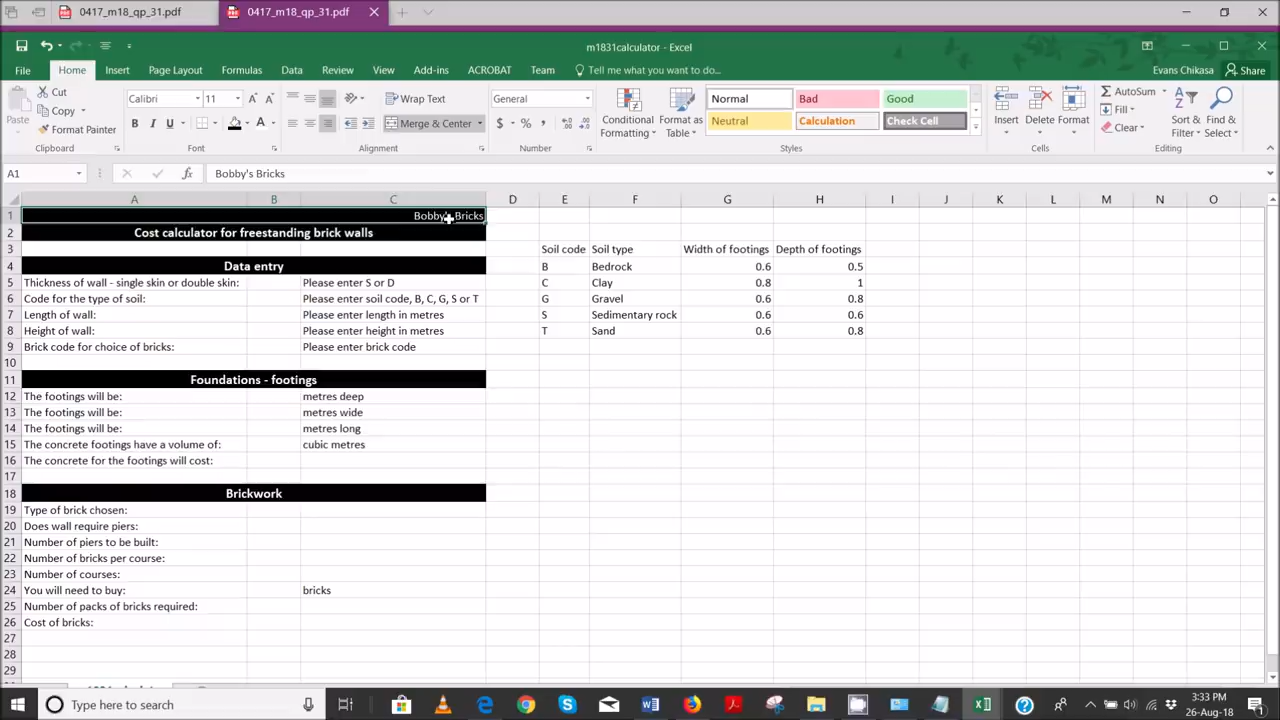 0417_m18_qp_31.pdf
0417_m18_qp_31.pdf
m1831calculator - Excel
File Home Insert Page Layout Formulas Data Review View Add-ins ACROBAT Team Tell me what you want to do... Evans Chikasa Share
Paste
Cut
Copy
Format Painter
Clipboard
Calibri 11
B I U
Font
Wrap Text
Merge & Center
Alignment
General
$ % ,
Number
Conditional Formatting
Format as Table
Normal Bad Good
Neutral Calculation Check Cell
Styles
Insert Delete Format
Cells
AutoSum
Fill
Clear
Sort & Filter
Find & Select
Editing
A1 fx Bobby's Bricks
A B C D E F G H I J K L M N O
1 Bobby's Bricks
2 Cost calculator for freestanding brick walls
3 Soil code Soil type Width of footings Depth of footings
4 Data entry B Bedrock 0.6 0.5
5 Thickness of wall - single skin or double skin: Please enter S or D C Clay 0.8 1
6 Code for the type of soil: Please enter soil code, B, C, G, S or T G Gravel 0.6 0.8
7 Length of wall: Please enter length in metres S Sedimentary rock 0.6 0.6
8 Height of wall: Please enter height in metres T Sand 0.6 0.8
9 Brick code for choice of bricks: Please enter brick code
10
11 Foundations - footings
12 The footings will be: metres deep
13 The footings will be: metres wide
14 The footings will be: metres long
15 The concrete footings have a volume of: cubic metres
16 The concrete for the footings will cost:
17
18 Brickwork
19 Type of brick chosen:
20 Does wall require piers:
21 Number of piers to be built:
22 Number of bricks per course:
23 Number of courses:
24 You will need to buy: bricks
25 Number of packs of bricks required:
26 Cost of bricks:
27
28
29
Type here to search
3:33 PM
26-Aug-18